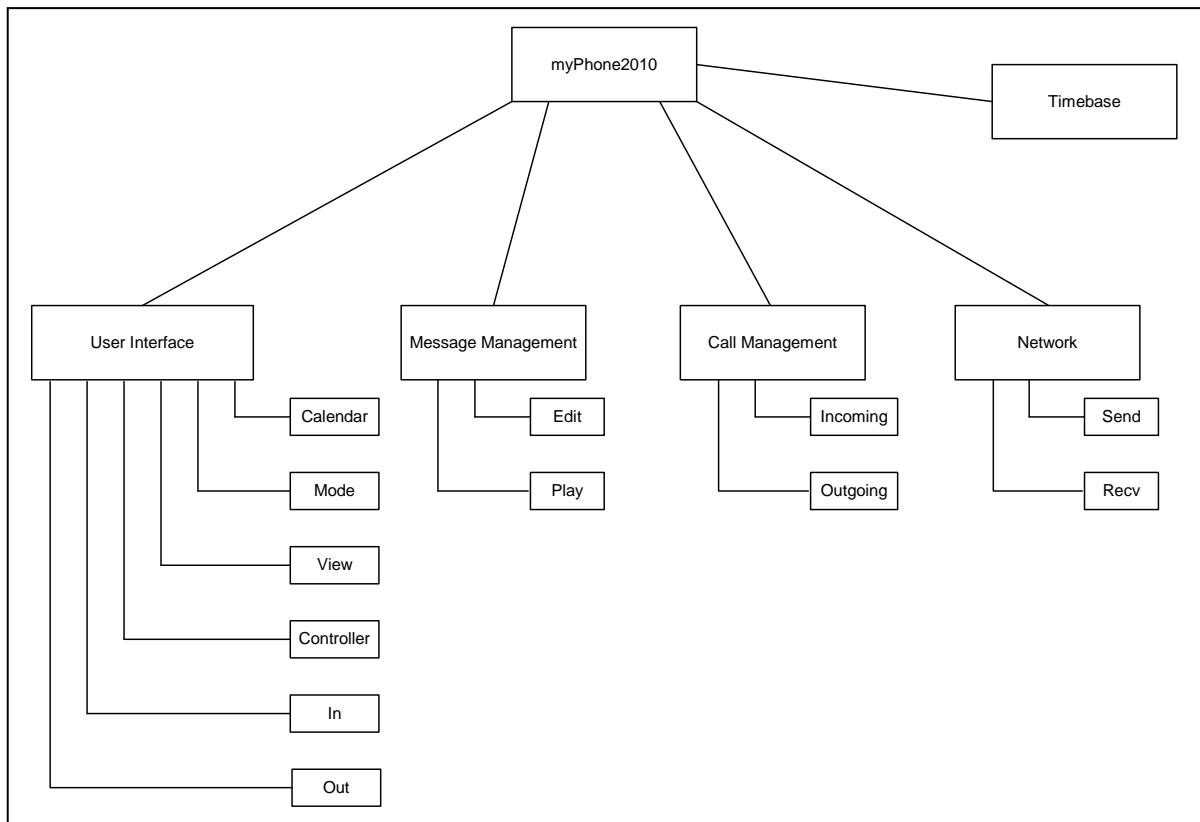 myPhone2010
Timebase
User Interface
Message Management
Call Management
Network
Calendar
Edit
Incoming
Send
Mode
Play
Outgoing
Recv
View
Controller
In
Out